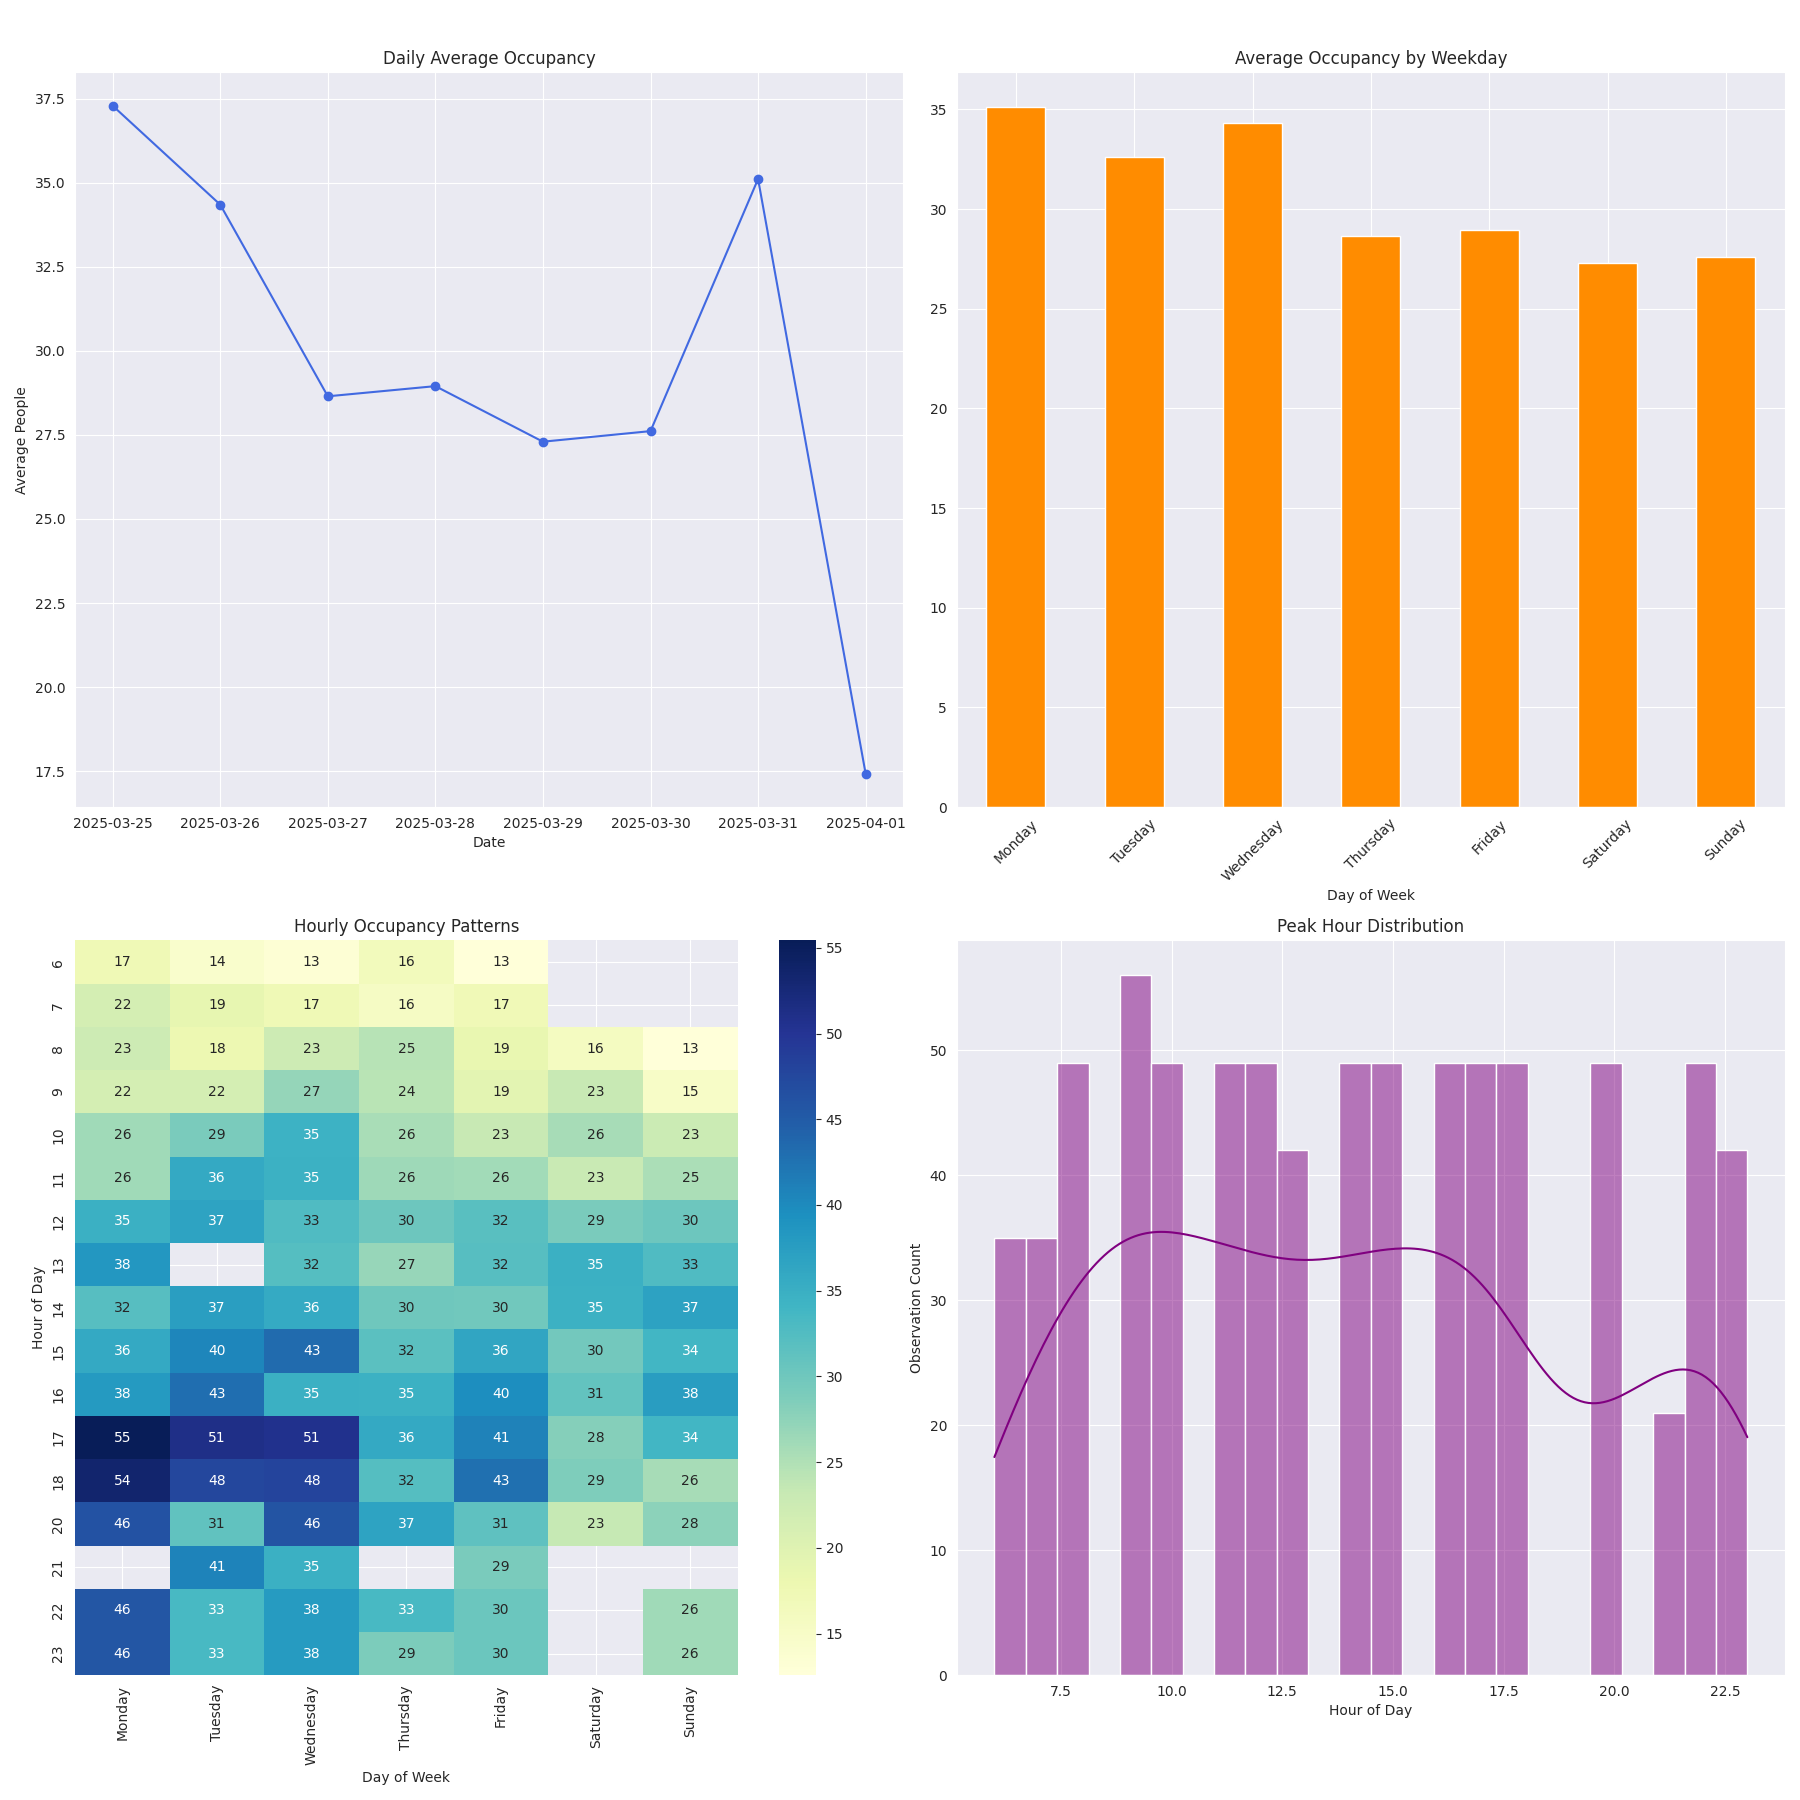 Daily Average Occupancy
37.5
35.0
32.5
30.0
27.5
25.0
22.5
20.0
17.5
Average People
2025-03-25 2025-03-26 2025-03-27 2025-03-28 2025-03-29 2025-03-30 2025-03-31 2025-04-01
Date
Average Occupancy by Weekday
35
30
25
20
15
10
5
0
Monday Tuesday Wednesday Thursday Friday Saturday Sunday
Day of Week
Hourly Occupancy Patterns
Hour of Day
6 17 14 13 16 13
7 22 19 17 16 17
8 23 18 23 25 19 16 13
9 22 22 27 24 19 23 15
10 26 29 35 26 23 26 23
11 26 36 35 26 26 23 25
12 35 37 33 30 32 29 30
13 38 32 27 32 35 33
14 32 37 36 30 30 35 37
15 36 40 43 32 36 30 34
16 38 43 35 35 40 31 38
17 55 51 51 36 41 28 34
18 54 48 48 32 43 29 26
20 46 31 46 37 31 23 28
21 41 35 29
22 46 33 38 33 30 26
23 46 33 38 29 30 26
Monday Tuesday Wednesday Thursday Friday Saturday Sunday
Day of Week
55
50
45
40
35
30
25
20
15
Peak Hour Distribution
50
40
30
20
10
0
Observation Count
7.5 10.0 12.5 15.0 17.5 20.0 22.5
Hour of Day